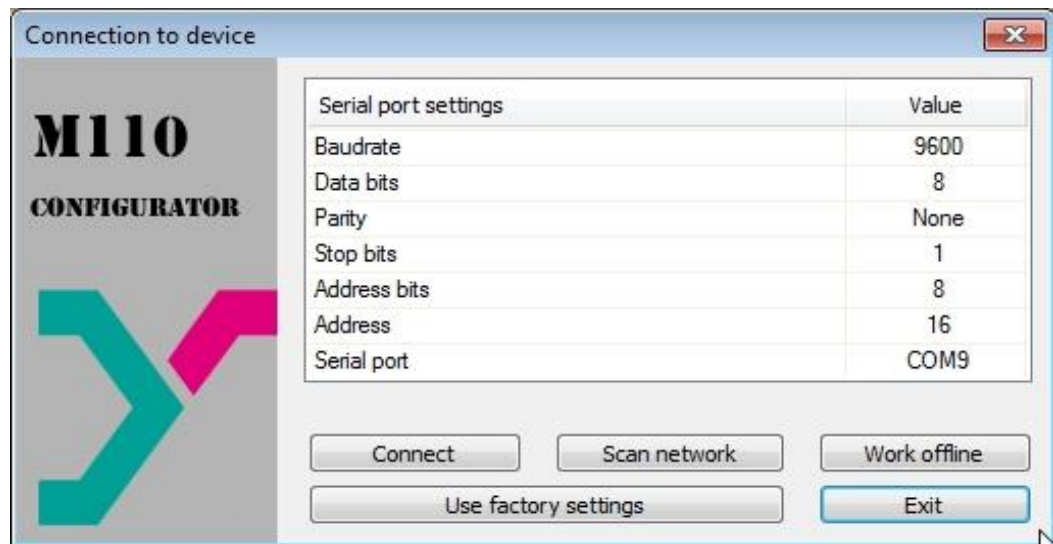 Connection to device
M110
CONFIGURATOR
Serial port settings Value
Baudrate 9600
Data bits 8
Parity None
Stop bits 1
Address bits 8
Address 16
Serial port COM9
Connect Scan network Work offline
Use factory settings Exit